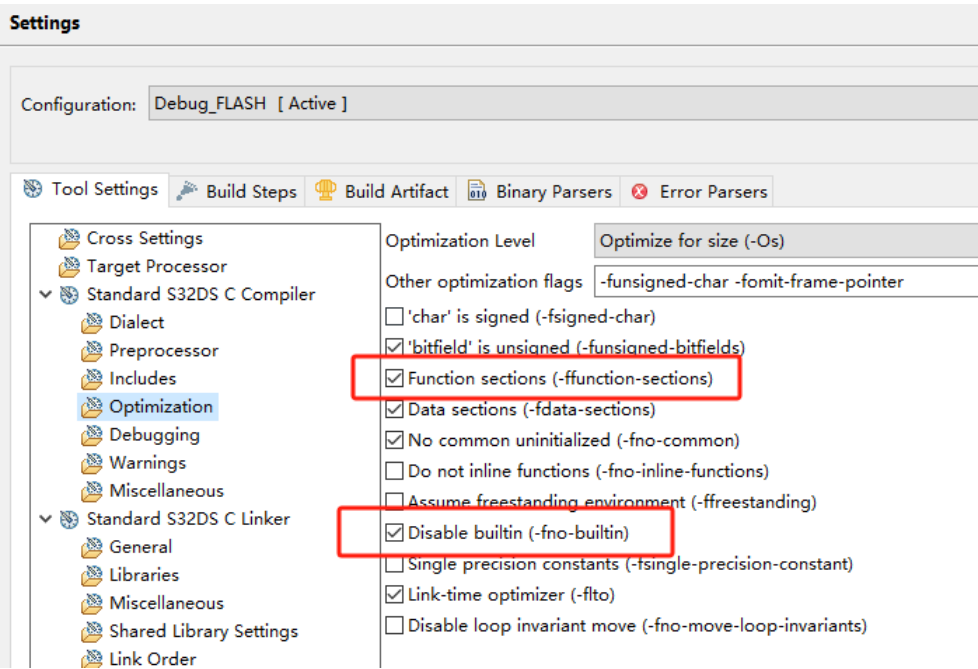 Settings
Configuration: Debug_FLASH [ Active ]
Tool Settings Build Steps Build Artifact Binary Parsers Error Parsers
Cross Settings
Target Processor
Standard S32DS C Compiler
Dialect
Preprocessor
Includes
Optimization
Debugging
Warnings
Miscellaneous
Standard S32DS C Linker
General
Libraries
Miscellaneous
Shared Library Settings
Link Order
Optimization Level Optimize for size (-Os)
Other optimization flags -funsigned-char -fomit-frame-pointer
'char' is signed (-fsigned-char)
'bitfield' is unsigned (-funsigned-bitfields)
Function sections (-ffunction-sections)
Data sections (-fdata-sections)
No common uninitialized (-fno-common)
Do not inline functions (-fno-inline-functions)
Assume freestanding environment (-ffreestanding)
Disable builtin (-fno-builtin)
Single precision constants (-fsingle-precision-constant)
Link-time optimizer (-flto)
Disable loop invariant move (-fno-move-loop-invariants)